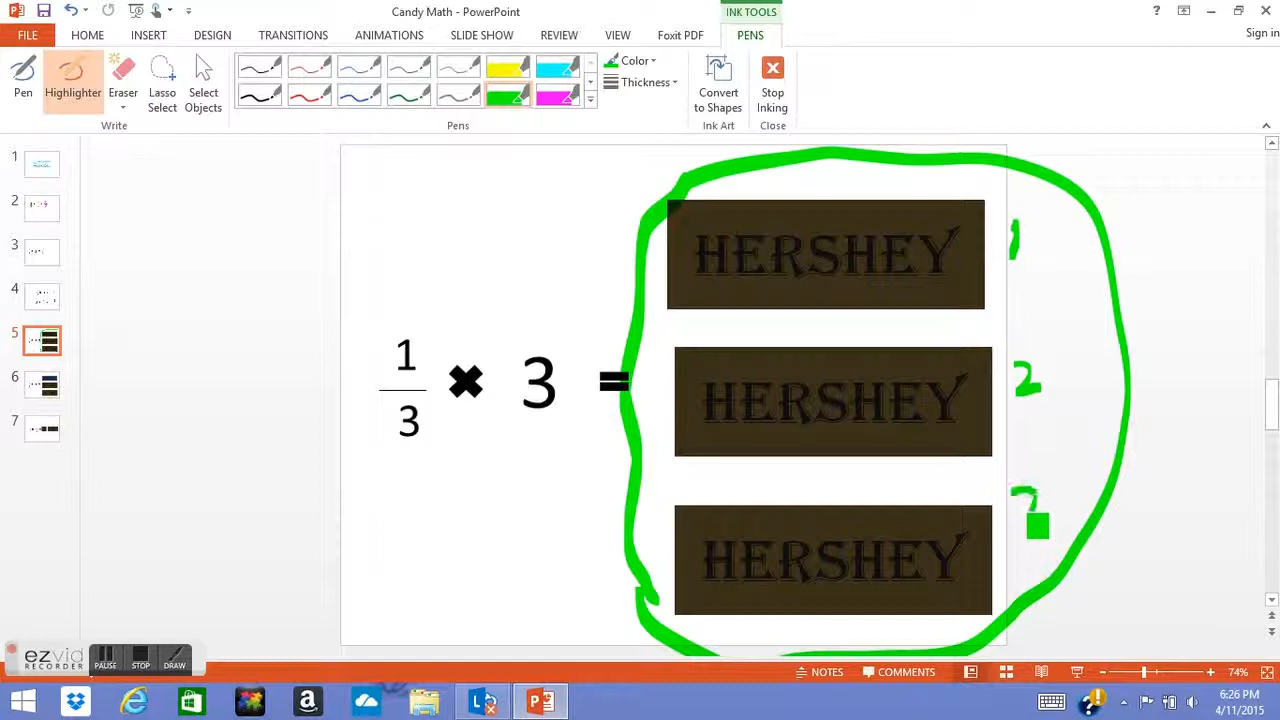 Candy Math - PowerPoint
INK TOOLS
? Sign in
FILE HOME INSERT DESIGN TRANSITIONS ANIMATIONS SLIDE SHOW REVIEW VIEW Foxit PDF PENS
Pen Highlighter Eraser Lasso Select Select Objects
Color
Thickness
Convert to Shapes
Stop Inking
Write Pens Ink Art Close
1
2
3
4
5
6
7
HERSHEY 1
1
3
✖ 3 =
HERSHEY 2
HERSHEY
ezvid
RECORDER
PAUSE STOP DRAW
NOTES COMMENTS 74%
6:26 PM
4/11/2015